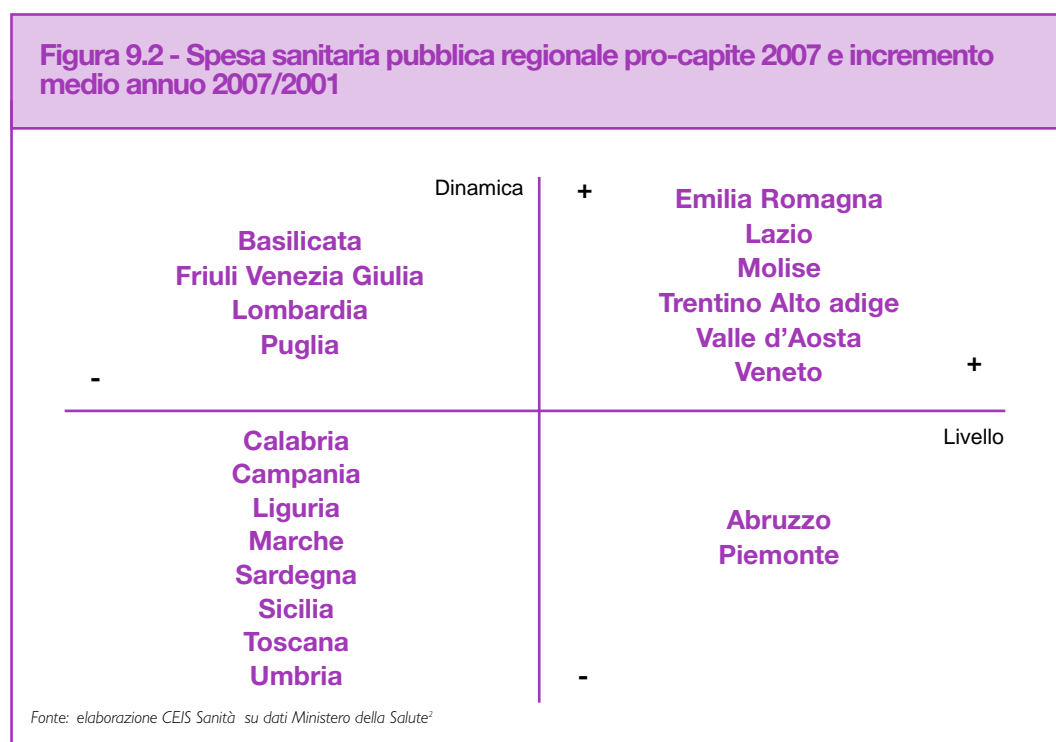 Figura 9.2 - Spesa sanitaria pubblica regionale pro-capite 2007 e incremento
medio annuo 2007/2001
Dinamica
+
Basilicata
Friuli Venezia Giulia
Lombardia
Puglia
-
Emilia Romagna
Lazio
Molise
Trentino Alto adige
Valle d'Aosta
Veneto
+
Livello
Calabria
Campania
Liguria
Marche
Sardegna
Sicilia
Toscana
Umbria
Abruzzo
Piemonte
-
Fonte: elaborazione CEIS Sanità su dati Ministero della Salute²